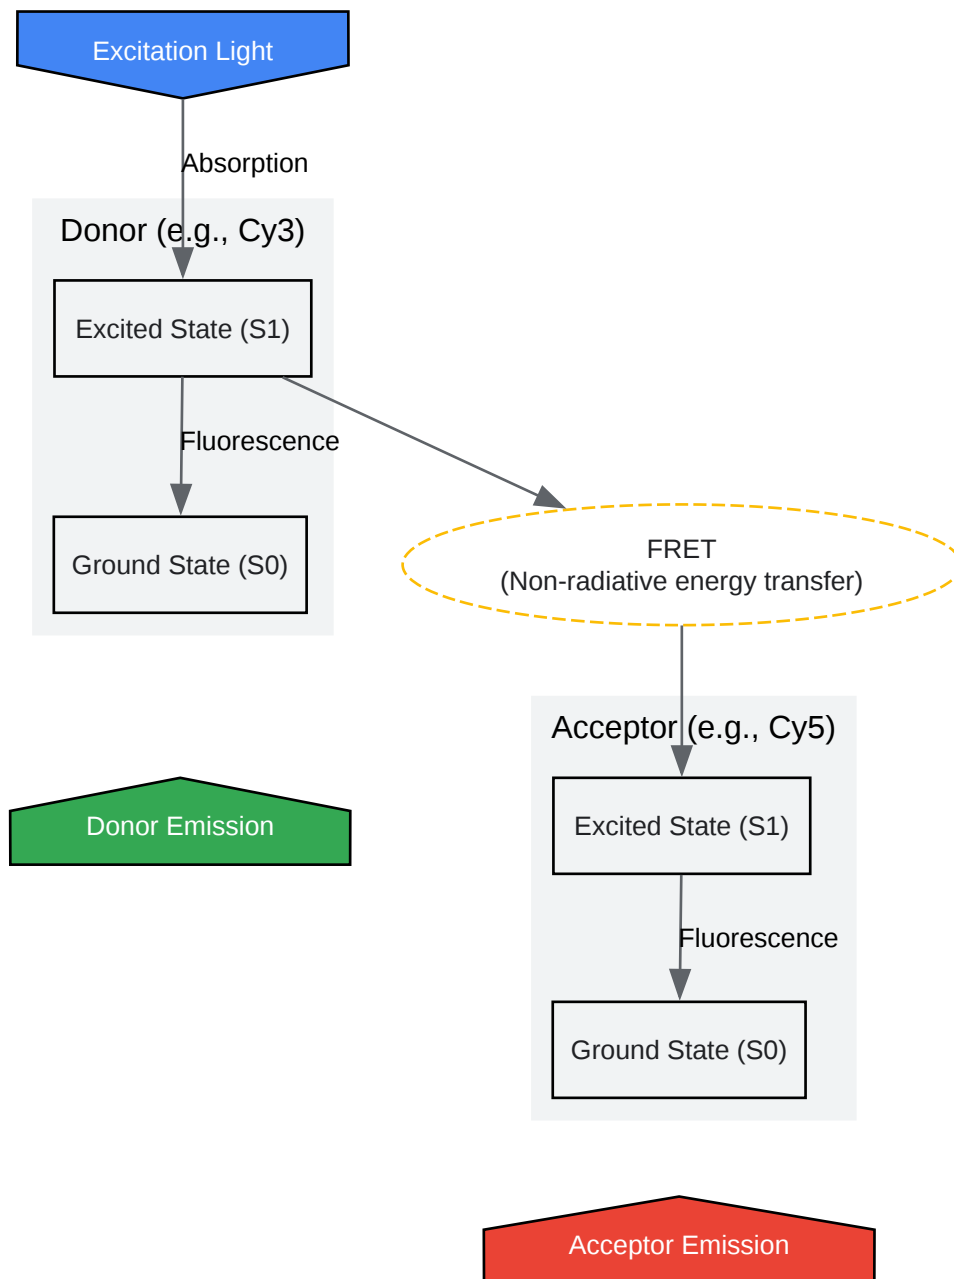 Excitation Light
Absorption
Donor (e.g., Cy3)
Excited State (S1)
Fluorescence
Ground State (S0)
FRET
(Non-radiative energy transfer)
Acceptor (e.g., Cy5)
Donor Emission
Excited State (S1)
Fluorescence
Ground State (S0)
Acceptor Emission